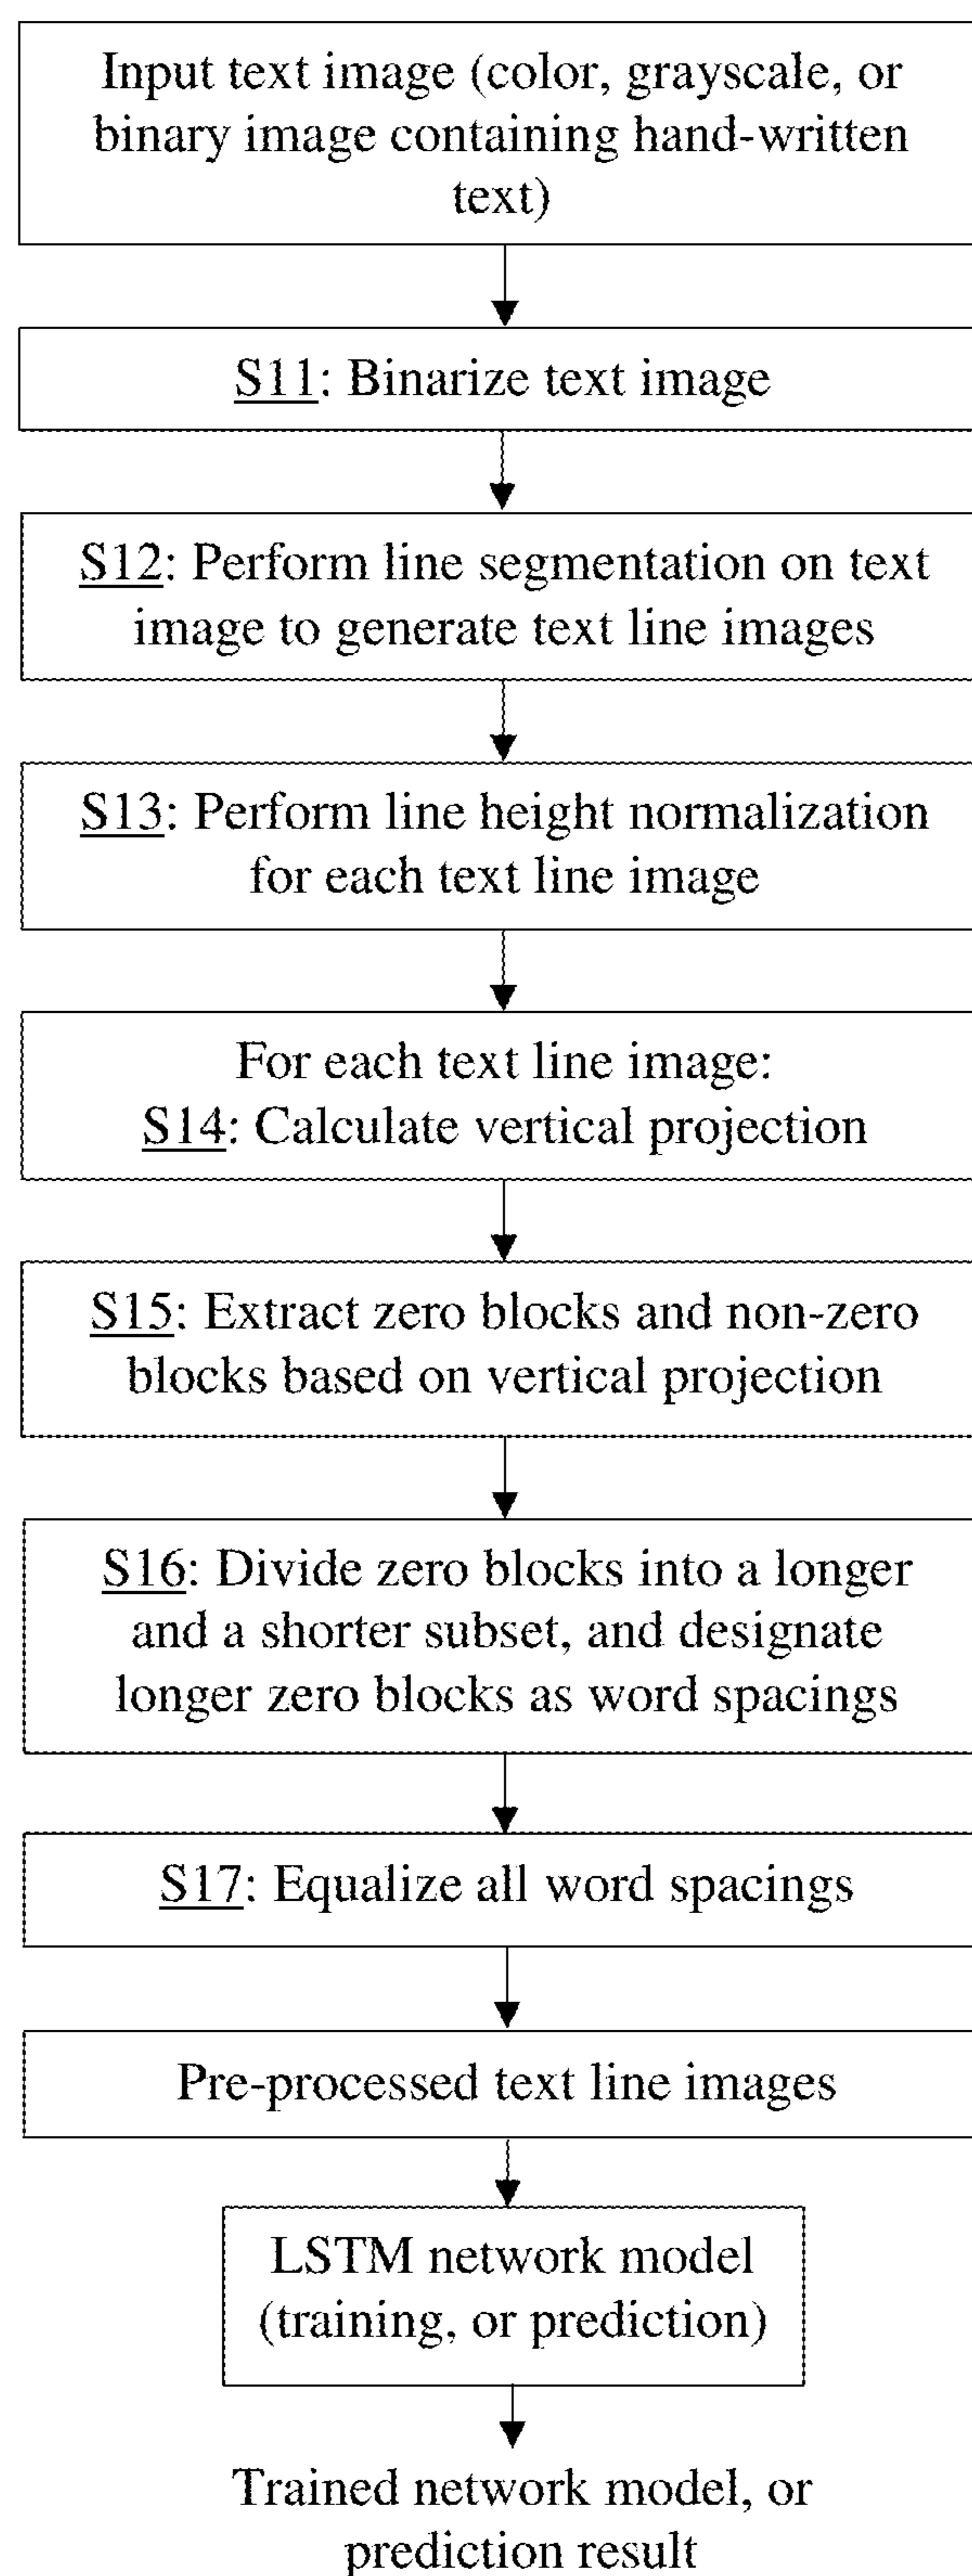 Input text image (color, grayscale, or
binary image containing hand-written
text)
S11: Binarize text image
S12: Perform line segmentation on text
image to generate text line images
S13: Perform line height normalization
for each text line image
For each text line image:
S14: Calculate vertical projection
S15: Extract zero blocks and non-zero
blocks based on vertical projection
S16: Divide zero blocks into a longer
and a shorter subset, and designate
longer zero blocks as word spacings
S17: Equalize all word spacings
Pre-processed text line images
LSTM network model
(training, or prediction)
Trained network model, or
prediction result